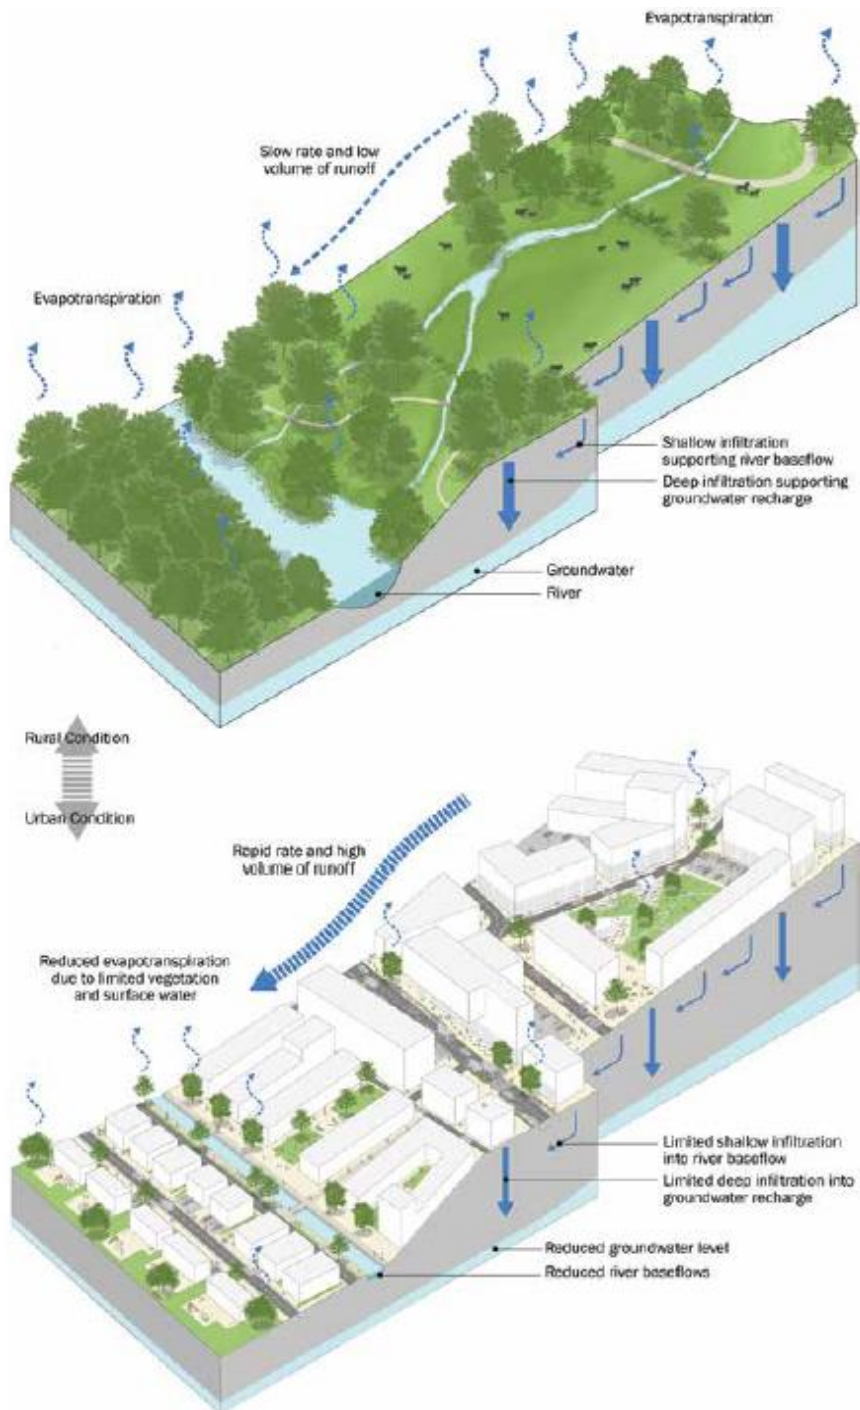 Evapotranspiration
Slow rate and low
volume of runoff
Evapotranspiration
Shallow infiltration
supporting river baseflow
Deep infiltration supporting
groundwater recharge
Groundwater
River
Rural Condition
Urban Condition
Rapid rate and high
volume of runoff
Reduced evapotranspiration
due to limited vegetation
and surface water
Limited shallow infiltration
into river baseflow
Limited deep infiltration into
groundwater recharge
Reduced groundwater level
Reduced river baseflows